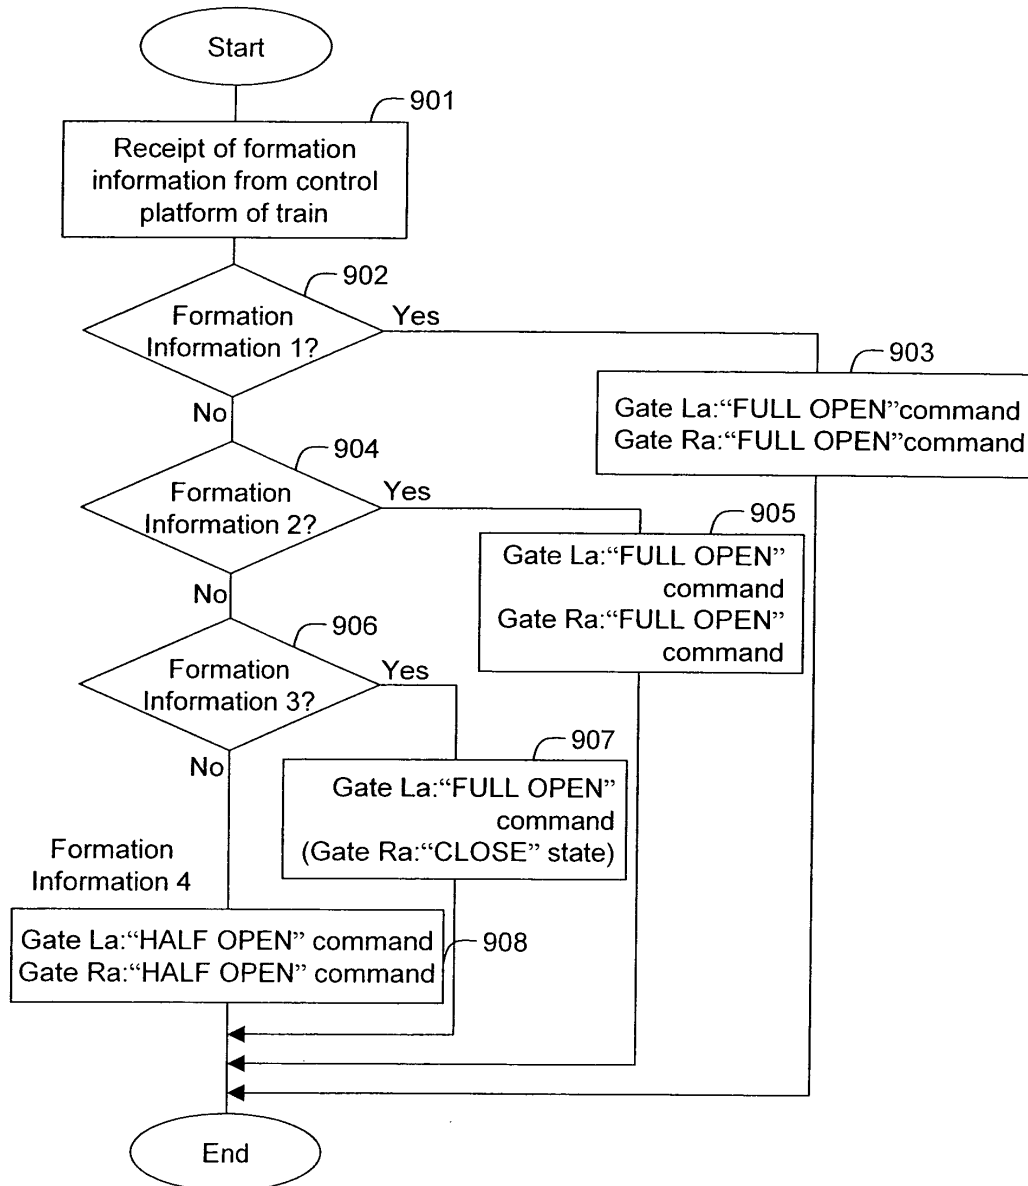 Start
901
Receipt of formation
information from control
platform of train
902
Formation
Information 1?
Yes
No
903
Gate La:“FULL OPEN”command
Gate Ra:“FULL OPEN”command
904
Formation
Information 2?
Yes
No
905
Gate La:“FULL OPEN”
command
Gate Ra:“FULL OPEN”
command
906
Formation
Information 3?
Yes
No
907
Gate La:“FULL OPEN”
command
(Gate Ra:“CLOSE” state)
Formation
Information 4
Gate La:“HALF OPEN” command
Gate Ra:“HALF OPEN” command
908
End